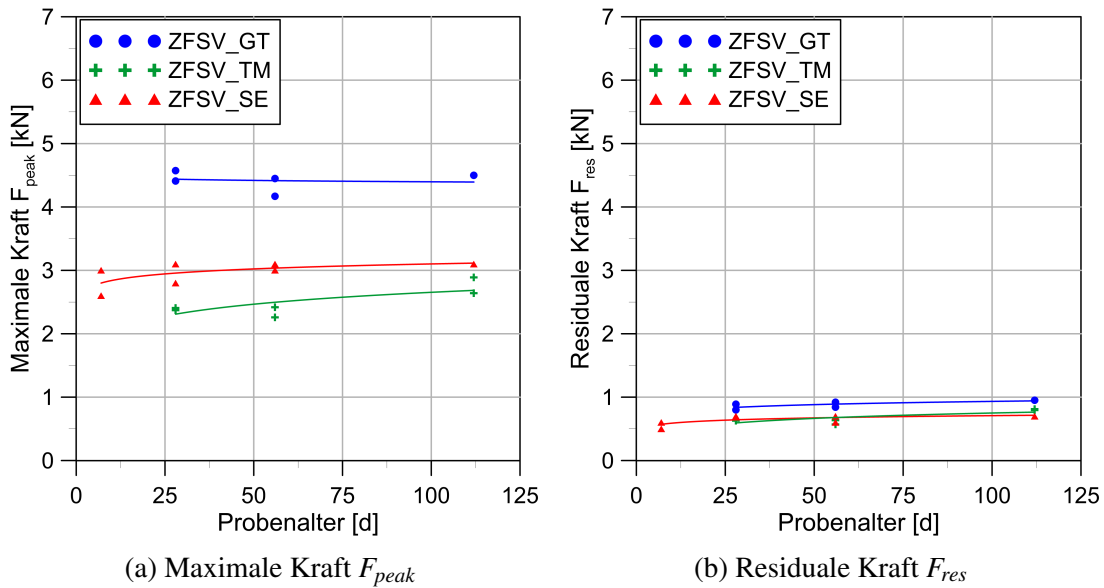 7
6
5
4
3
2
1
0
Maximale Kraft F_peak [kN]
ZFSV_GT
ZFSV_TM
ZFSV_SE
0 25 50 75 100 125
Probenalter [d]
(a) Maximale Kraft F_peak
7
6
5
4
3
2
1
0
Residuale Kraft F_res [kN]
ZFSV_GT
ZFSV_TM
ZFSV_SE
0 25 50 75 100 125
Probenalter [d]
(b) Residuale Kraft F_res